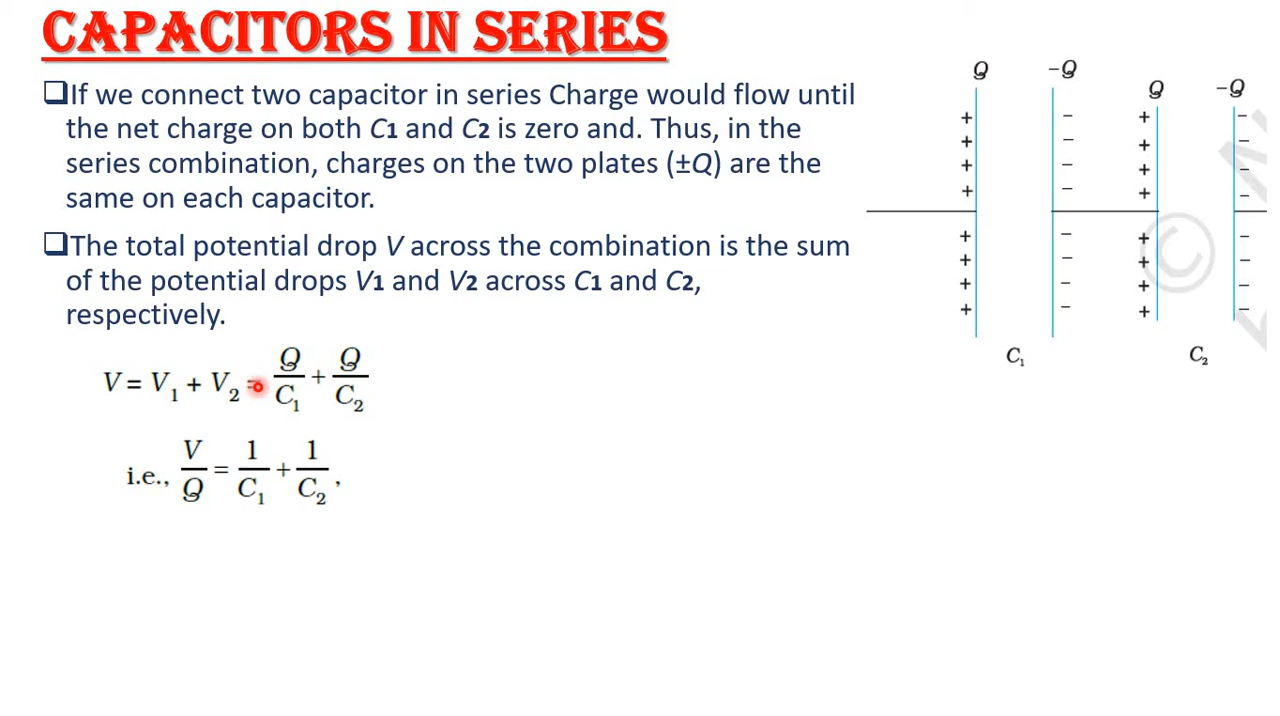 CAPACITORS IN SERIES
❑If we connect two capacitor in series Charge would flow until
the net charge on both C1 and C2 is zero and. Thus, in the
series combination, charges on the two plates (±Q) are the
same on each capacitor.
❑The total potential drop V across the combination is the sum
of the potential drops V1 and V2 across C1 and C2,
respectively.
V = V₁ + V₂ = Q/C₁ + Q/C₂
i.e., V/Q = 1/C₁ + 1/C₂ ,
Q −Q Q −Q
+ − + −
+ − + −
+ − + −
+ − + −
+ − + −
+ − + −
+ − + −
+ − + −
C₁ C₂
©